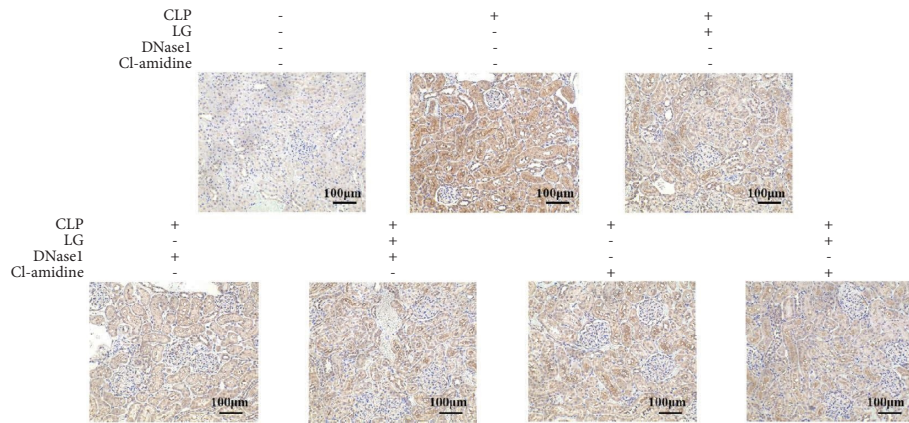 CLP - + +
LG - - +
DNase1 - - -
Cl-amidine - - -
100μm 100μm 100μm
CLP + + + +
LG - + - +
DNase1 + + - -
Cl-amidine - - + +
100μm 100μm 100μm 100μm